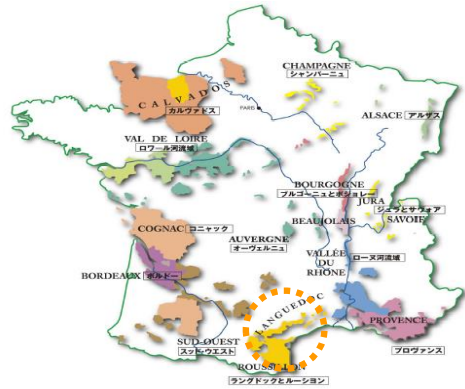 CHAMPAGNE
シャンパーニュ
CALVADOS
カルヴァドス
PARIS
ALSACE アルザス
VAL DE LOIRE
ロワール河流域
BOURGOGNE
ブルゴーニュとボジョレー
JURA
ジュラとサヴォア
SAVOIE
BEAUJOLAIS
COGNAC コニャック
AUVERGNE
オーヴェルニュ
VALLÉE
DU
RHÔNE
ローヌ河流域
BORDEAUX ボルドー
LANGUEDOC
PROVENCE
プロヴァンス
SUD-OUEST
スッド・ウエスト
ROUSSILLON
ラングドックとルーシヨン